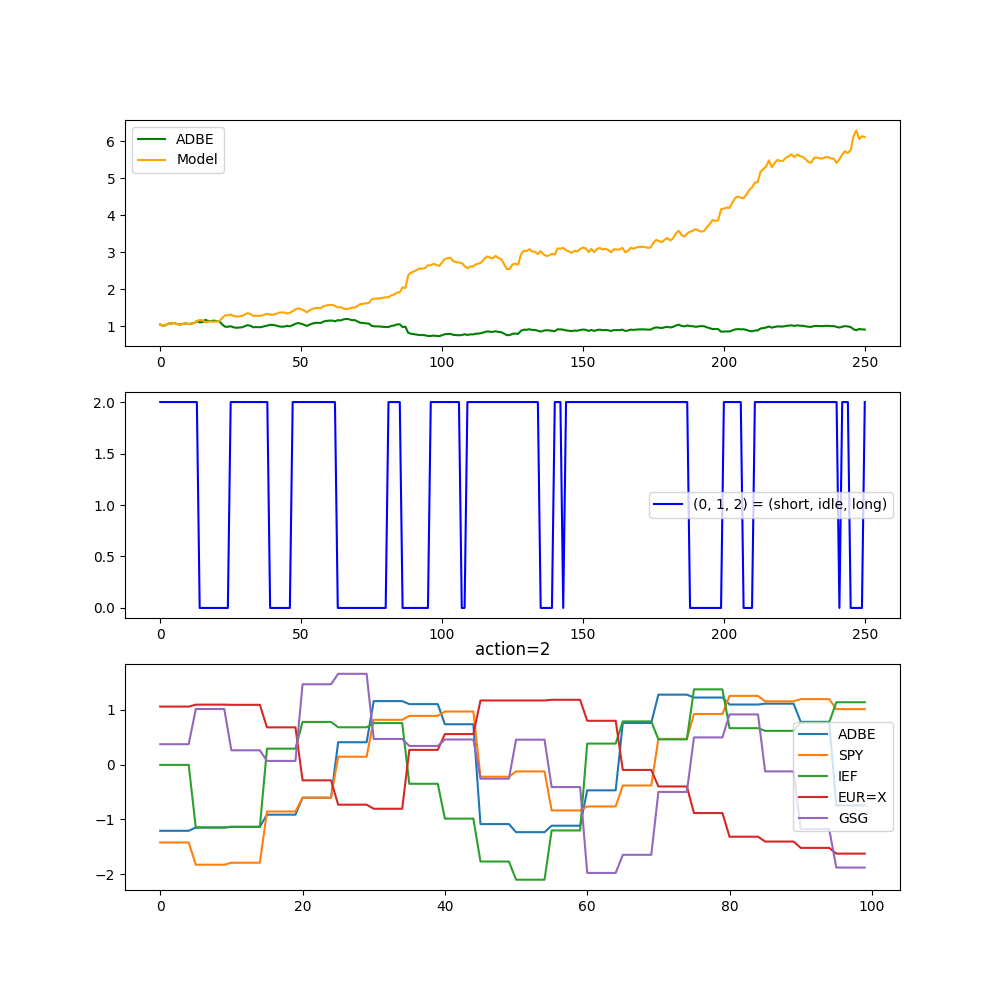 ADBE
Model
6
5
4
3
2
1
0 50 100 150 200 250
2.0
1.5
1.0
0.5
0.0
(0, 1, 2) = (short, idle, long)
0 50 100 150 200 250
action=2
1
0
−1
−2
ADBE
SPY
IEF
EUR=X
GSG
0 20 40 60 80 100